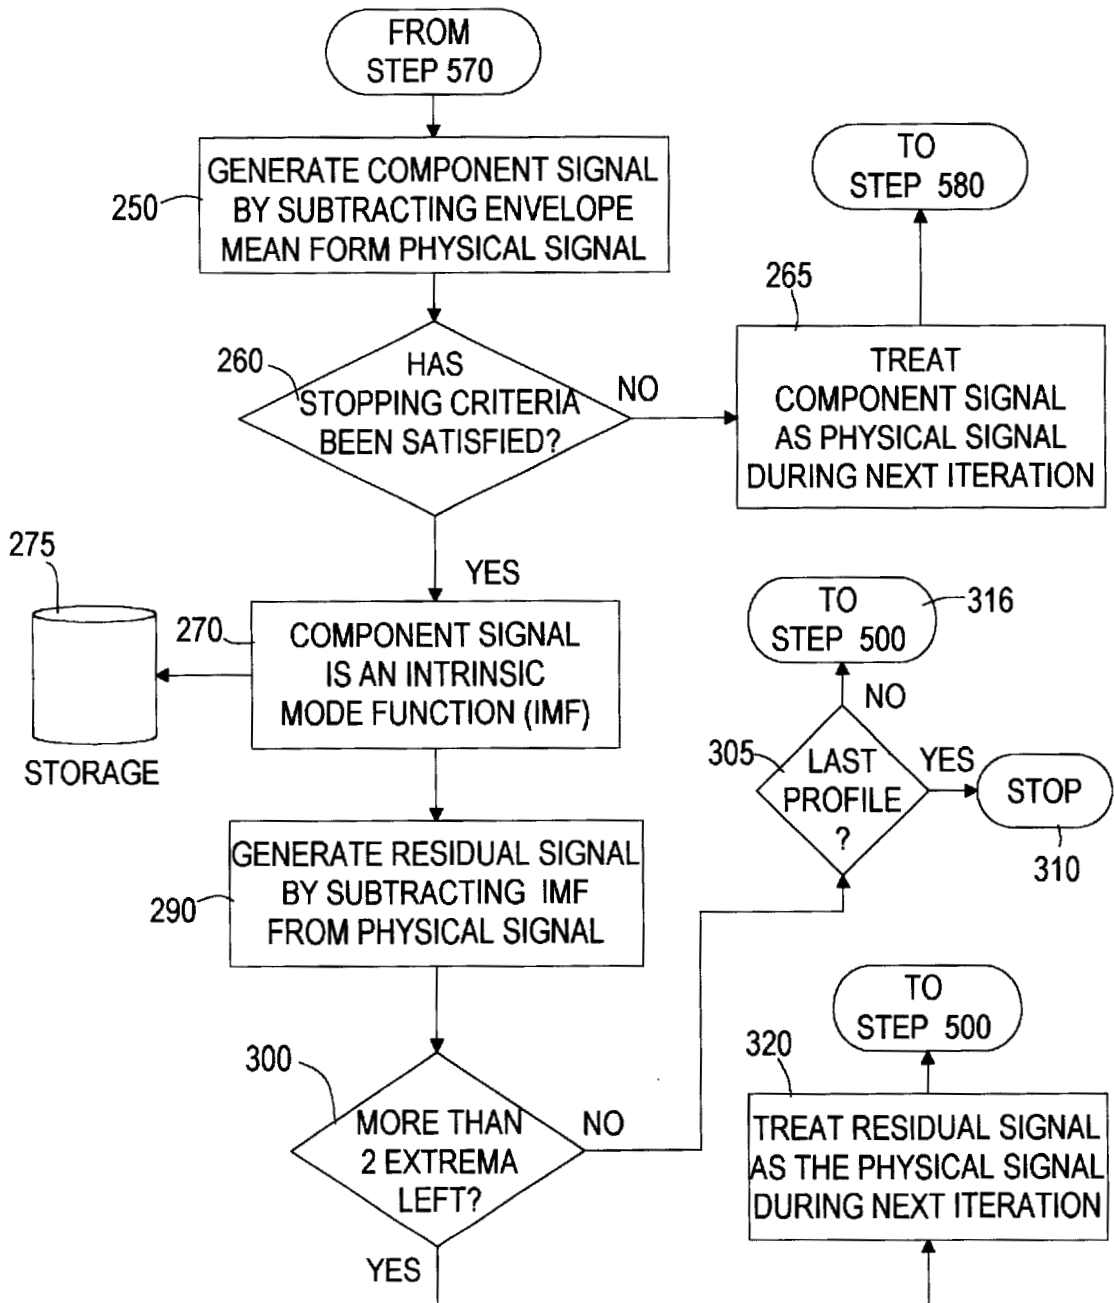 FROM
STEP 570
GENERATE COMPONENT SIGNAL
BY SUBTRACTING ENVELOPE
MEAN FORM PHYSICAL SIGNAL
250
TO
STEP 580
265
TREAT
COMPONENT SIGNAL
AS PHYSICAL SIGNAL
DURING NEXT ITERATION
260
HAS
STOPPING CRITERIA
BEEN SATISFIED?
NO
YES
275
STORAGE
270
COMPONENT SIGNAL
IS AN INTRINSIC
MODE FUNCTION (IMF)
TO
STEP 500
316
NO
305
LAST
PROFILE
?
YES
STOP
310
GENERATE RESIDUAL SIGNAL
BY SUBTRACTING IMF
FROM PHYSICAL SIGNAL
290
300
MORE THAN
2 EXTREMA
LEFT?
NO
YES
TO
STEP 500
320
TREAT RESIDUAL SIGNAL
AS THE PHYSICAL SIGNAL
DURING NEXT ITERATION